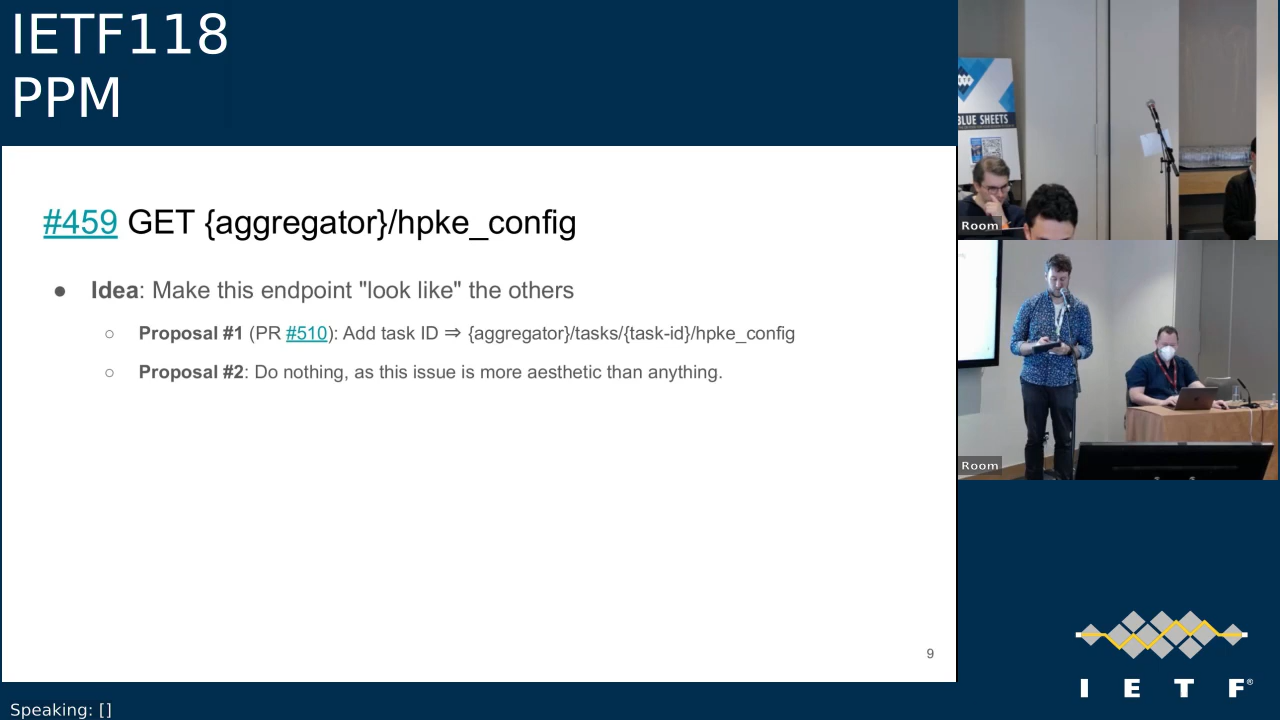 IETF118
PPM
#459 GET {aggregator}/hpke_config
● Idea: Make this endpoint "look like" the others
○ Proposal #1 (PR #510): Add task ID ⇒ {aggregator}/tasks/{task-id}/hpke_config
○ Proposal #2: Do nothing, as this issue is more aesthetic than anything.
9
BLUE SHEETS
Room
Room
I E T F®
Speaking: []